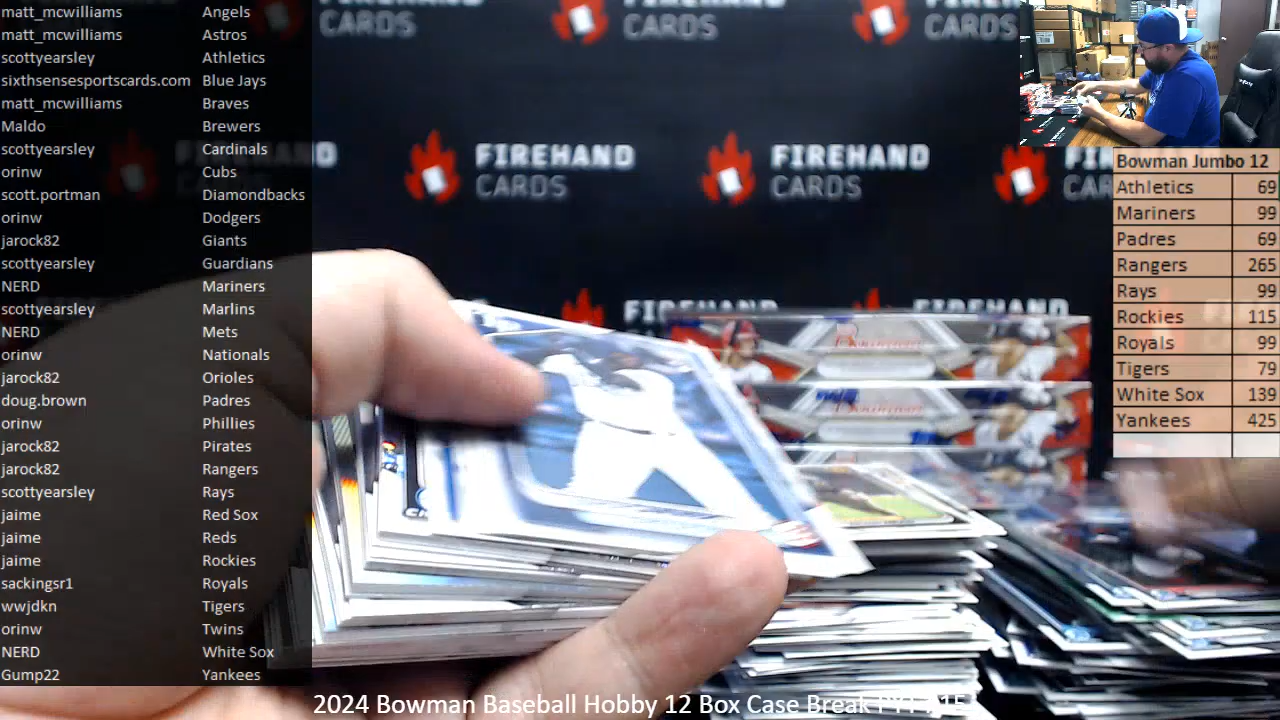 matt_mcwilliams Angels
matt_mcwilliams Astros
scottyearsley Athletics
sixthsensesportscards.com Blue Jays
matt_mcwilliams Braves
Maldo Brewers
scottyearsley Cardinals
orinw Cubs
scott.portman Diamondbacks
orinw Dodgers
jarock82 Giants
scottyearsley Guardians
NERD Mariners
scottyearsley Marlins
NERD Mets
orinw Nationals
jarock82 Orioles
doug.brown Padres
orinw Phillies
jarock82 Pirates
jarock82 Rangers
scottyearsley Rays
jaime Red Sox
jaime Reds
jaime Rockies
sackingsr1 Royals
wwjdkn Tigers
orinw Twins
NERD White Sox
Gump22 Yankees
CARDS
CARDS
CARDS
FIREHAND
CARDS
FIREHAND
CARDS
FIREHAND
FIREHAND
Bowman Jumbo 12
Athletics 69
Mariners 99
Padres 69
Rangers 265
Rays 99
Rockies 115
Royals 99
Tigers 79
White Sox 139
Yankees 425
2024 Bowman Baseball Hobby 12 Box Case Break